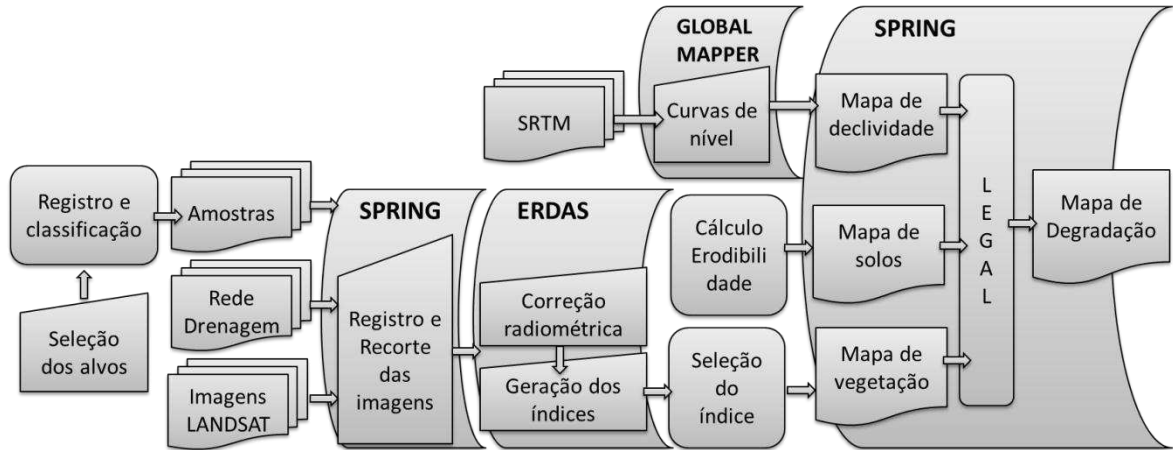 GLOBAL
MAPPER
SPRING
SRTM
Curvas de
nível
Mapa de
declividade
Registro e
classificação
Amostras
SPRING
ERDAS
Cálculo
Erodibili
dade
Mapa de
solos
L
E
G
A
L
Mapa de
Degradação
Seleção
dos alvos
Rede
Drenagem
Registro e
Recorte
das
imagens
Correção
radiométrica
Imagens
LANDSAT
Geração dos
índices
Seleção
do
índice
Mapa de
vegetação